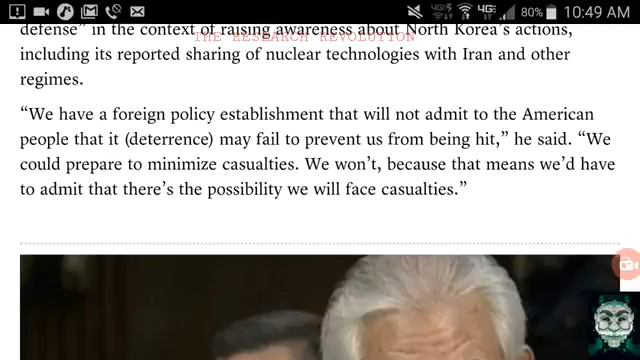 4G 4G 80% 10:49 AM
defense” in the context of raising awareness about North Korea’s actions,
THE RESEARCH REVOLUTION
including its reported sharing of nuclear technologies with Iran and other
regimes.
“We have a foreign policy establishment that will not admit to the American
people that it (deterrence) may fail to prevent us from being hit,” he said. “We
could prepare to minimize casualties. We won’t, because that means we’d have
to admit that there’s the possibility we will face casualties.”